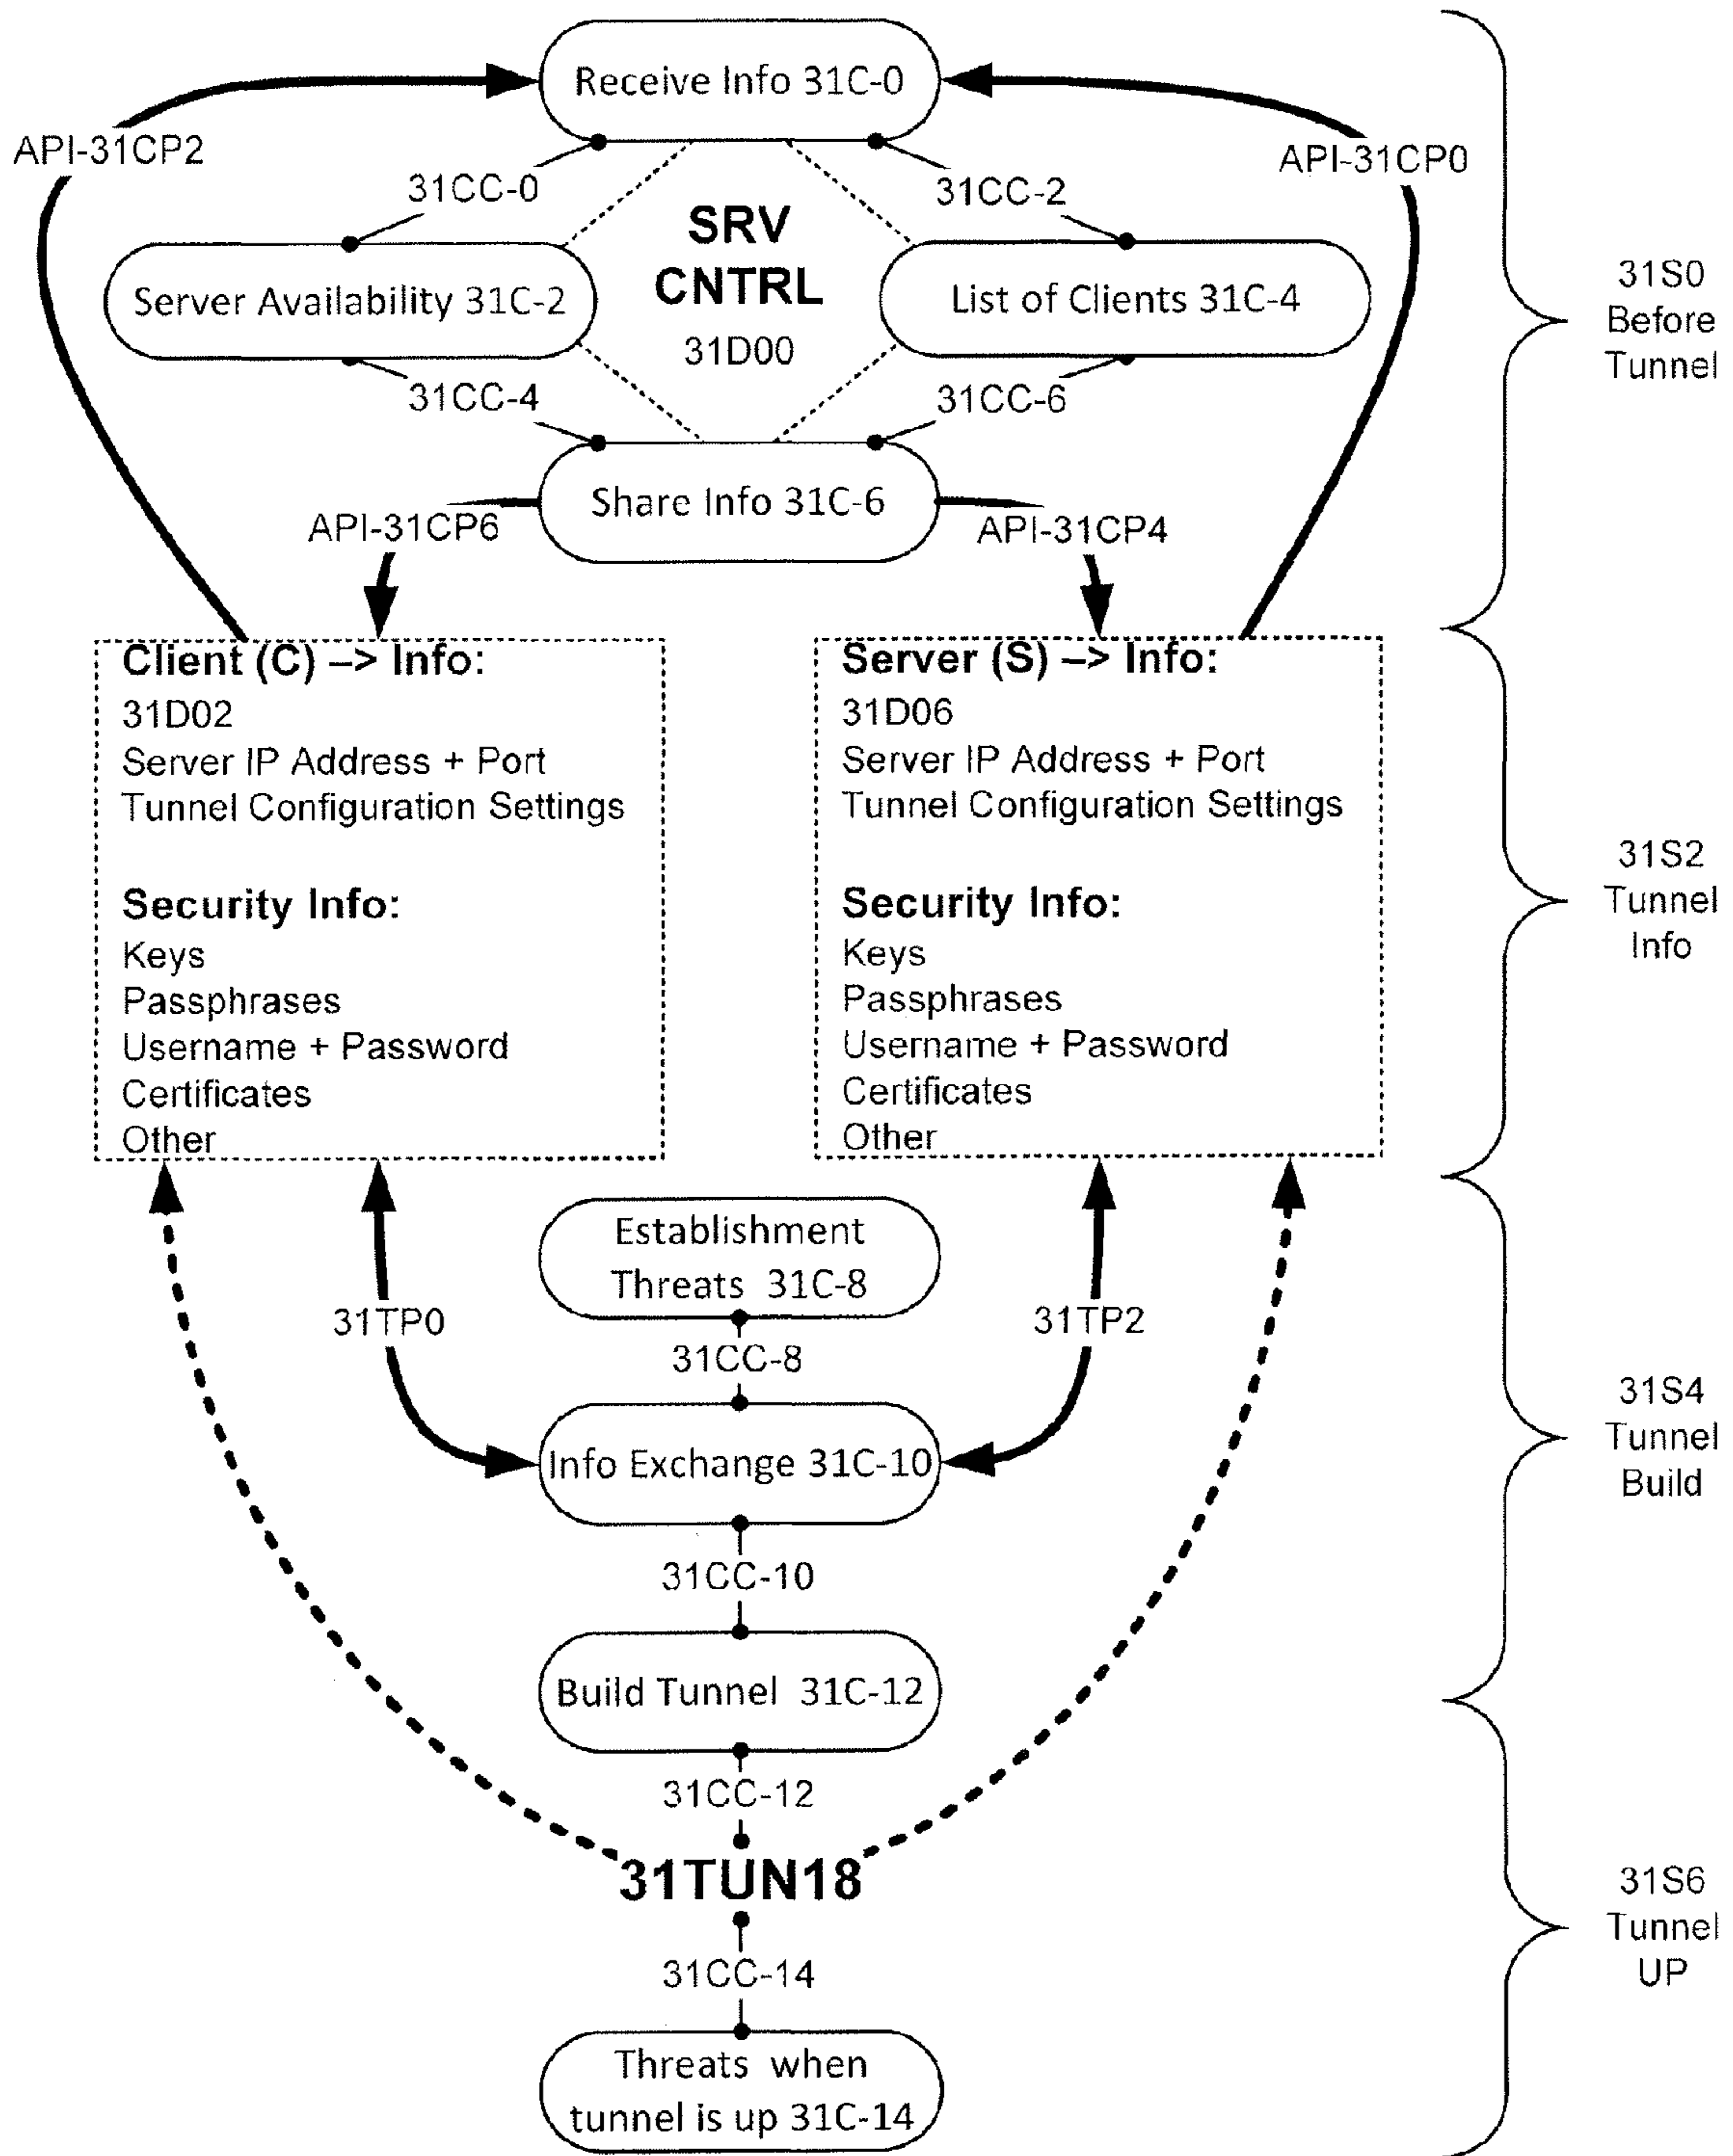 Receive Info 31C-0
API-31CP2
API-31CP0
31CC-0
31CC-2
SRV
CNTRL
31D00
Server Availability 31C-2
List of Clients 31C-4
31S0
Before
Tunnel
31CC-4
31CC-6
Share Info 31C-6
API-31CP6
API-31CP4
Client (C) –> Info:
31D02
Server IP Address + Port
Tunnel Configuration Settings
Security Info:
Keys
Passphrases
Username + Password
Certificates
Other
Server (S) –> Info:
31D06
Server IP Address + Port
Tunnel Configuration Settings
Security Info:
Keys
Passphrases
Username + Password
Certificates
Other
31S2
Tunnel
Info
Establishment
Threats 31C-8
31TP0
31TP2
31CC-8
Info Exchange 31C-10
31S4
Tunnel
Build
31CC-10
Build Tunnel 31C-12
31CC-12
31TUN18
31S6
Tunnel
UP
31CC-14
Threats when
tunnel is up 31C-14